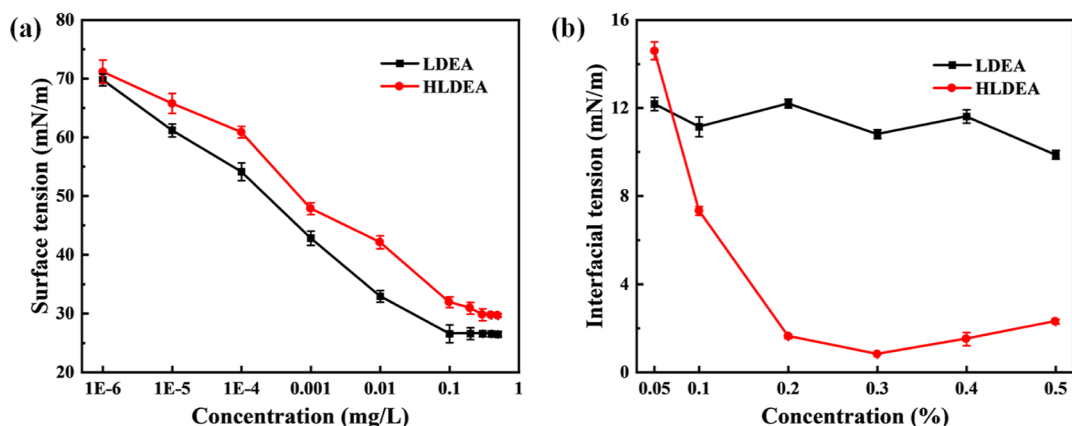 (a)
Surface tension (mN/m)
80
70
60
50
40
30
20
LDEA
HLDEA
1E-6 1E-5 1E-4 0.001 0.01 0.1 1
Concentration (mg/L)
(b)
Interfacial tension (mN/m)
16
12
8
4
0
LDEA
HLDEA
0.05 0.1 0.2 0.3 0.4 0.5
Concentration (%)